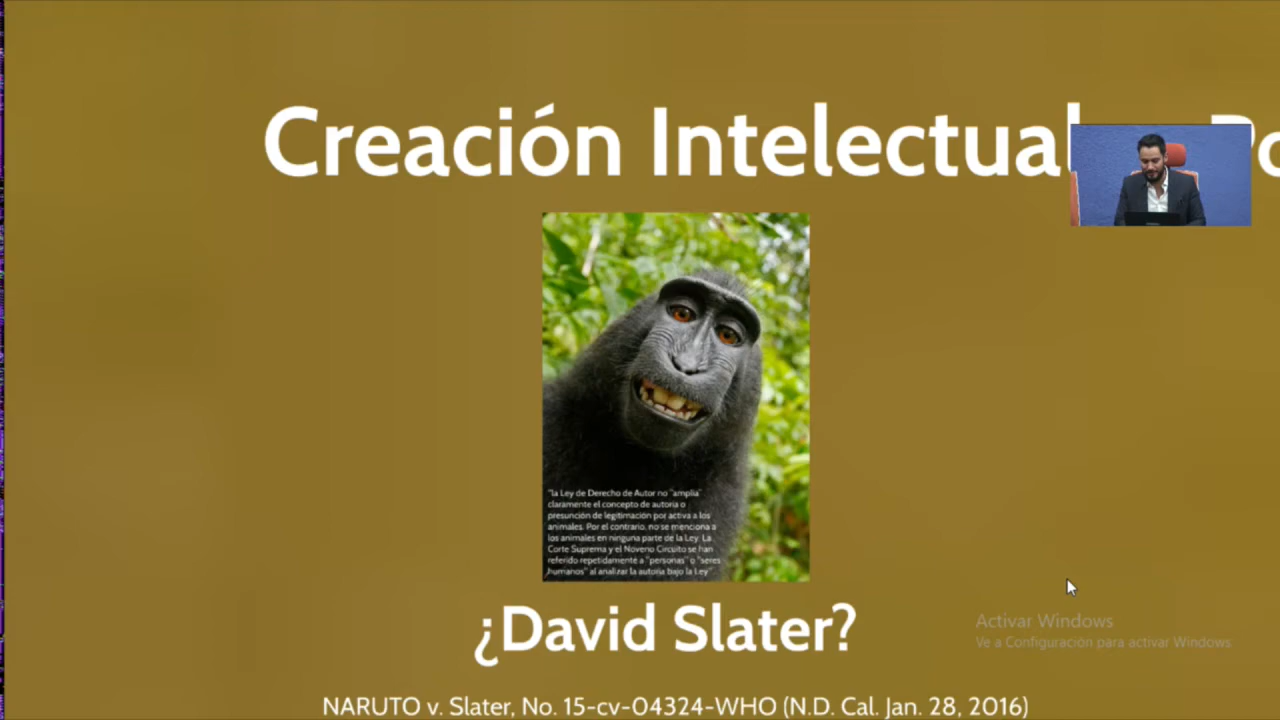 Creación Intelectual
¿David Slater?
"la Ley de Derecho de Autor no "amplía"
claramente el concepto de autoría o
presunción de legitimación por activa a los
animales. Por el contrario, no se menciona a
los animales en ninguna parte de la Ley. La
Corte Suprema y el Noveno Circuito se han
referido repetidamente a "personas" o "seres
humanos" al analizar la autoría bajo la Ley".
NARUTO v. Slater, No. 15-cv-04324-WHO (N.D. Cal. Jan. 28, 2016)
Activar Windows
Ve a Configuración para activar Windows.